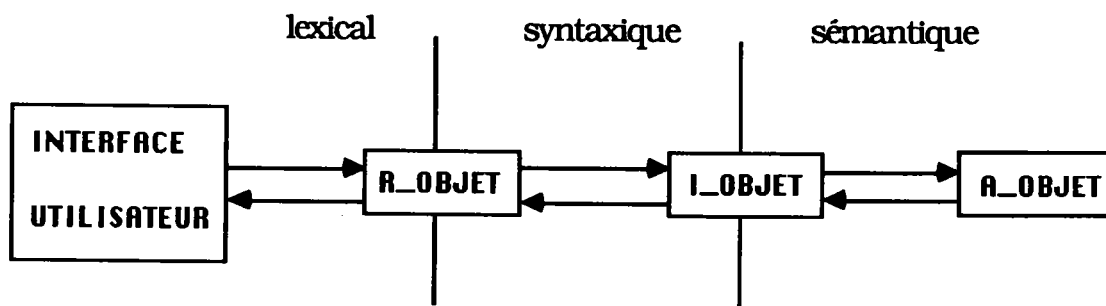 lexical syntaxique sémantique
INTERFACE
UTILISATEUR
R_OBJET I_OBJET A_OBJET